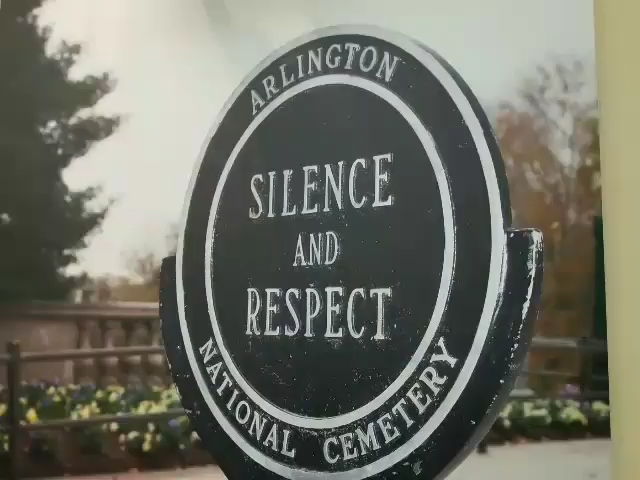 ARLINGTON
SILENCE
AND
RESPECT
NATIONAL CEMETERY